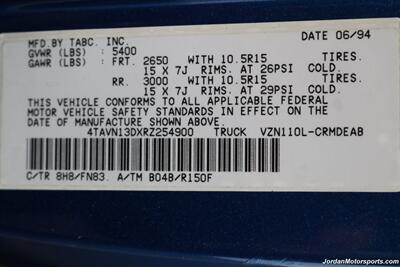 MFD.BY TABC. INC. DATE 06/94
GVWR (LBS) : 5400
GAWR (LBS) : FRT. 2650 WITH 10.5R15 TIRES.
15 X 7J RIMS. AT 26PSI COLD.
RR. 3000 WITH 10.5R15 TIRES.
15 X 7J RIMS. AT 29PSI COLD.
THIS VEHICLE CONFORMS TO ALL APPLICABLE FEDERAL
MOTOR VEHICLE SAFETY STANDARDS IN EFFECT ON THE
DATE OF MANUFACTURE SHOWN ABOVE.
4TAVN13DXRZ254900 TRUCK VZN110L-CRMDEAB
C/TR 8H8/FN83. A/TM B04B/R150F
www.JordanMotorsports.com